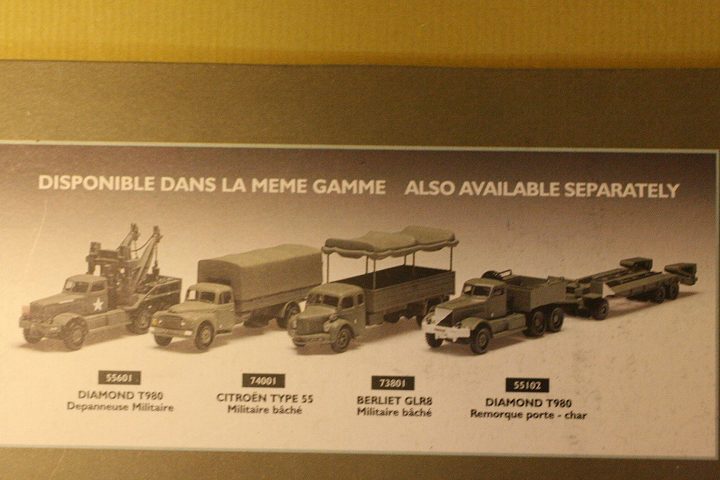 DISPONIBLE DANS LA MEME GAMME ALSO AVAILABLE SEPARATELY
55601
DIAMOND T980
Depanneuse Militaire
74001
CITROËN TYPE 55
Militaire bâché
73801
BERLIET GLR8
Militaire bâché
55102
DIAMOND T980
Remorque porte - char